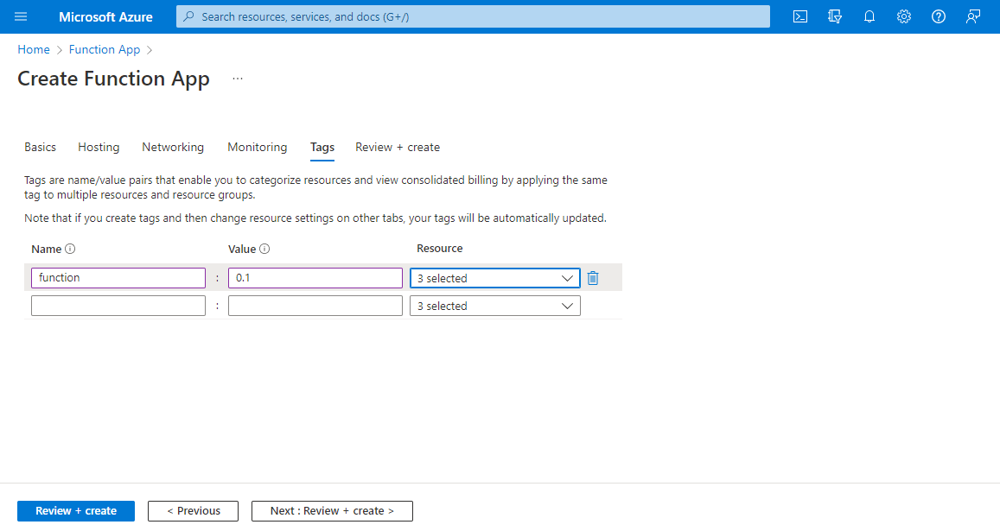 Microsoft Azure
Search resources, services, and docs (G+/)
Home > Function App >
Create Function App ...
Basics Hosting Networking Monitoring Tags Review + create
Tags are name/value pairs that enable you to categorize resources and view consolidated billing by applying the same
tag to multiple resources and resource groups.
Note that if you create tags and then change resource settings on other tabs, your tags will be automatically updated.
Name Value Resource
function : 0.1 3 selected
: 3 selected
Review + create < Previous Next : Review + create >